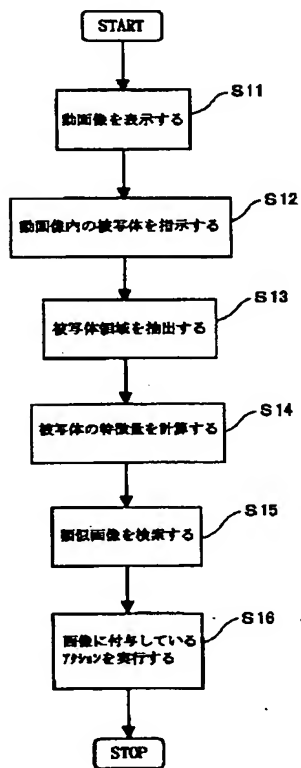 START
S11
動画像を表示する
S12
動画像内の被写体を指示する
S13
被写体領域を抽出する
S14
被写体の特徴量を計算する
S15
類似画像を検索する
S16
画像に付与している
アクションを実行する
STOP